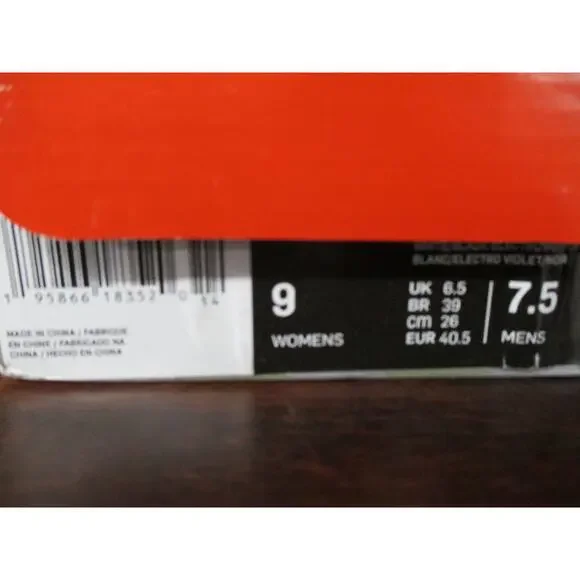 BLANC/ELECTRO VIOLET/NOIR
1 95866 18352 0 14
MADE IN CHINA / FABRIQUE
EN CHINE / FABRICADO NA
CHINA / HECHO EN CHINA
9
WOMENS
UK 6.5
BR 39
cm 26
EUR 40.5
7.5
MENS